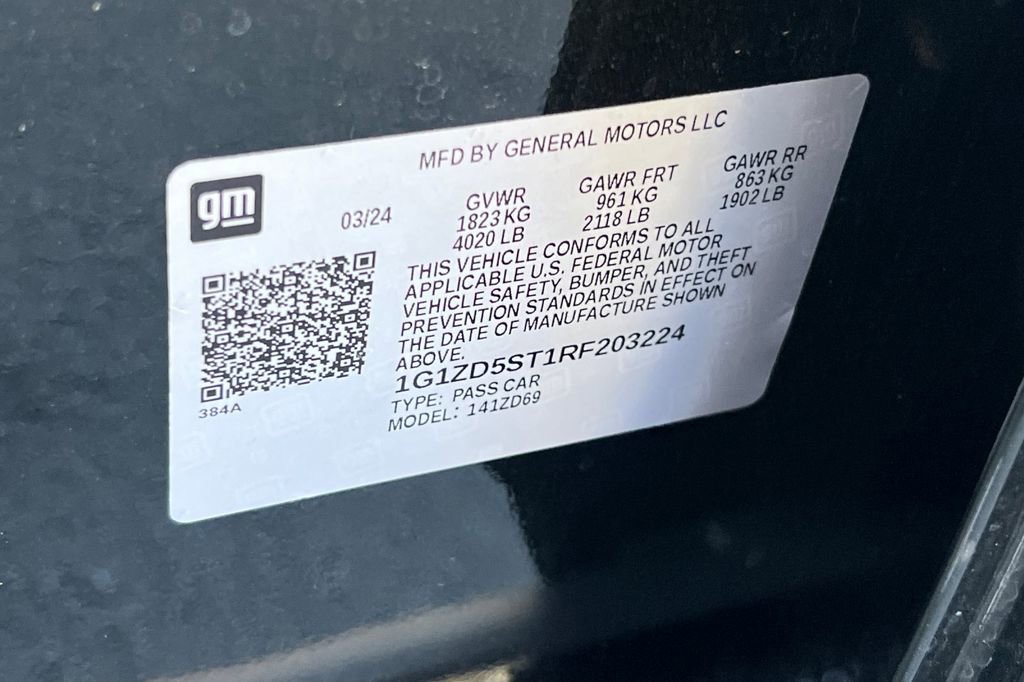 MFD BY GENERAL MOTORS LLC
gm
03/24
GVWR
1823 KG
4020 LB
GAWR FRT
961 KG
2118 LB
GAWR RR
863 KG
1902 LB
THIS VEHICLE CONFORMS TO ALL
APPLICABLE U.S. FEDERAL MOTOR
VEHICLE SAFETY, BUMPER, AND THEFT
PREVENTION STANDARDS IN EFFECT ON
THE DATE OF MANUFACTURE SHOWN
ABOVE.
1G1ZD5ST1RF203224
TYPE: PASS CAR
MODEL: 141ZD69
384A